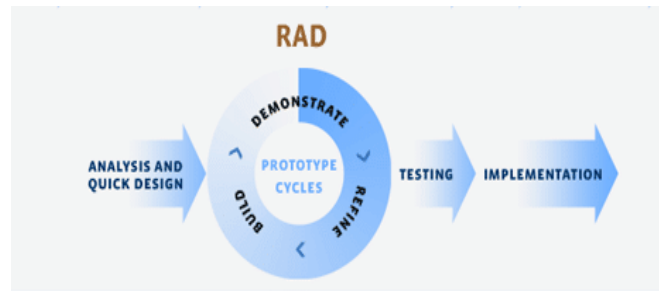 RAD
ANALYSIS AND
QUICK DESIGN
DEMONSTRATE
PROTOTYPE
CYCLES
BUILD
REFINE
TESTING
IMPLEMENTATION